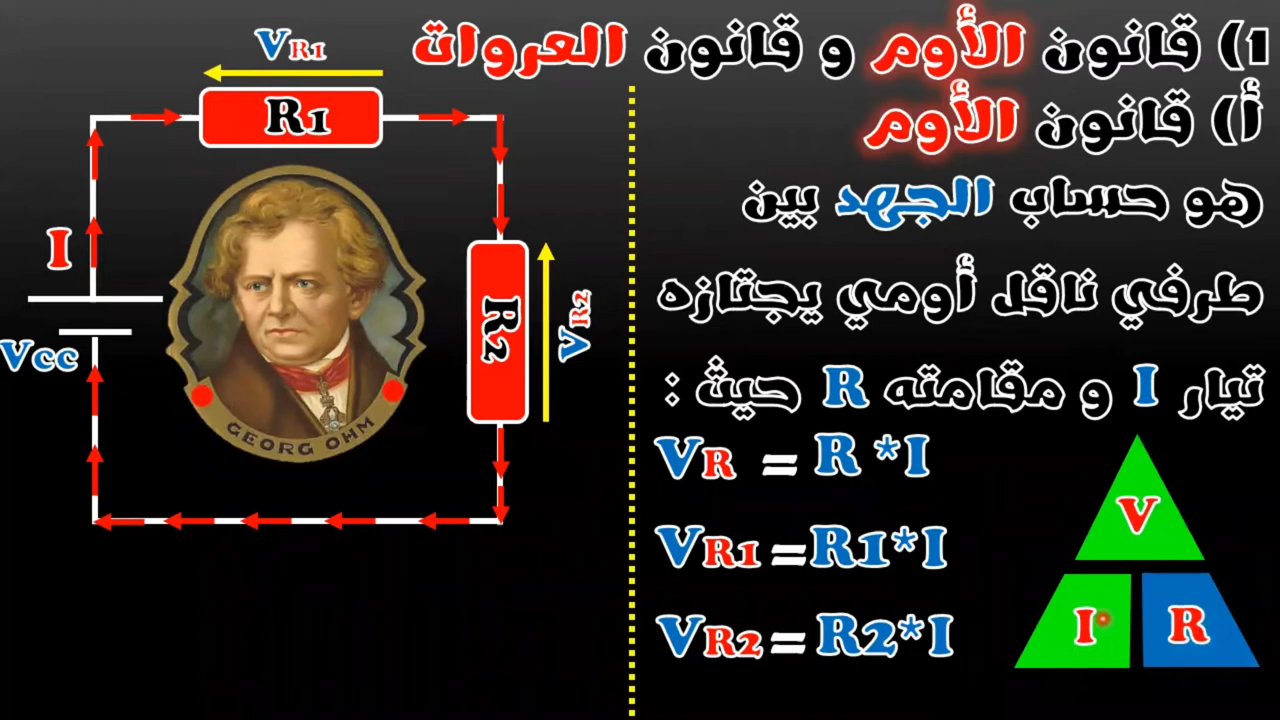 1) قانون الأوم و قانون العروات
أ) قانون الأوم
هو حساب الجهد بين
طرفي ناقل أومي يجتازه
تيار I و مقامته R حيث :
VR = R *I
VR1 =R1*I
VR2 =R2*I
V
I R
VR1
R1
I
Vcc
R2
VR2
GEORG OHM